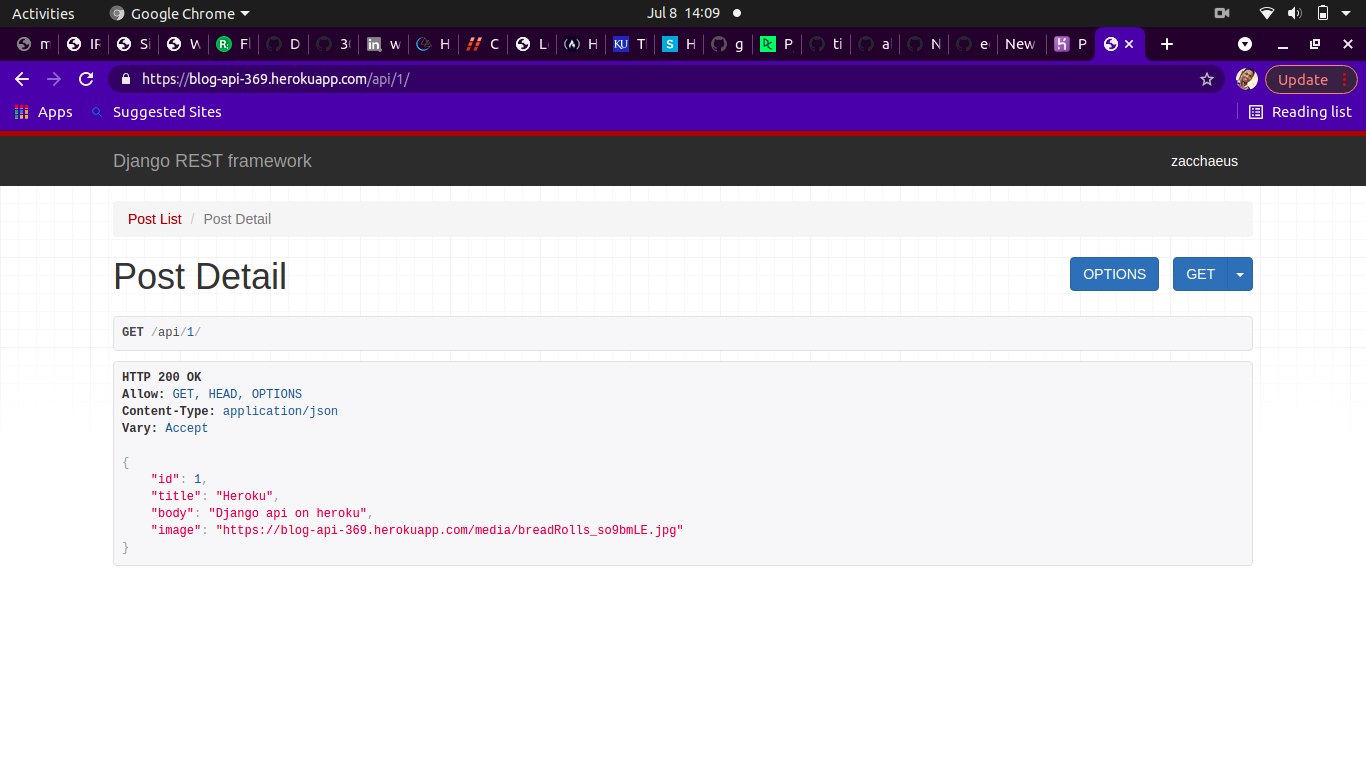 Activities Google Chrome Jul 8 14:09
m IF Si W R Fl D 30 in w H C L H KU Tl S H g P ti a N e New P
https://blog-api-369.herokuapp.com/api/1/ Update
Apps Suggested Sites Reading list
Django REST framework zacchaeus
Post List / Post Detail
Post Detail OPTIONS GET
GET /api/1/
HTTP 200 OK
Allow: GET, HEAD, OPTIONS
Content-Type: application/json
Vary: Accept
{
"id": 1,
"title": "Heroku",
"body": "Django api on heroku",
"image": "https://blog-api-369.herokuapp.com/media/breadRolls_so9bmLE.jpg"
}